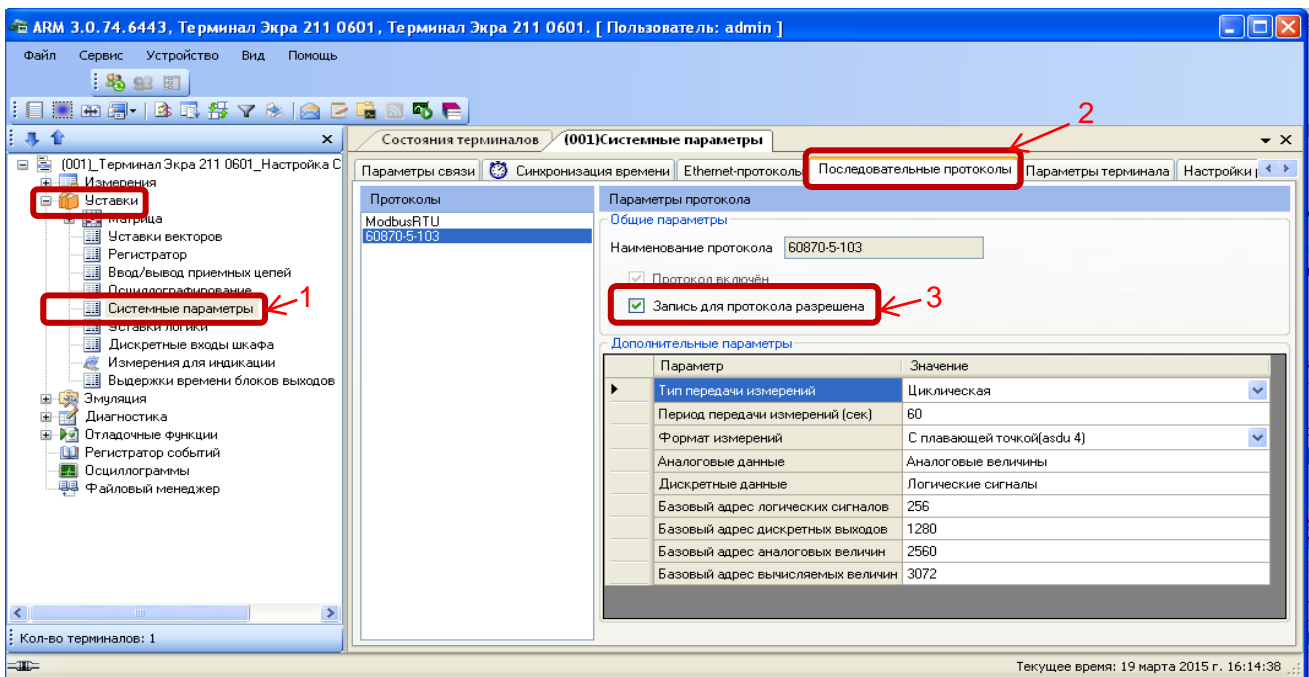 ARM 3.0.74.6443, Терминал Экра 211 0601, Терминал Экра 211 0601. [ Пользователь: admin ]
Файл Сервис Устройство Вид Помощь
2
Состояния терминалов (001)Системные параметры
(001)_Терминал Экра 211 0601_Настройка С
Измерения
Уставки
Матрица
Уставки векторов
Регистратор
Ввод/вывод приемных цепей
Осциллографирование
Системные параметры
1
Уставки логики
Дискретные входы шкафа
Измерения для индикации
Выдержки времени блоков выходов
Эмуляция
Диагностика
Отладочные функции
Регистратор событий
Осциллограммы
Файловый менеджер
Кол-во терминалов: 1
Параметры связи Синхронизация времени Ethernet-протоколы Последовательные протоколы Параметры терминала Настройки
Протоколы
ModbusRTU
60870-5-103
Параметры протокола
Общие параметры
Наименование протокола 60870-5-103
Протокол включён
Запись для протокола разрешена
3
Дополнительные параметры
Параметр Значение
Тип передачи измерений Циклическая
Период передачи измерений (сек) 60
Формат измерений С плавающей точкой(asdu 4)
Аналоговые данные Аналоговые величины
Дискретные данные Логические сигналы
Базовый адрес логических сигналов 256
Базовый адрес дискретных выходов 1280
Базовый адрес аналоговых величин 2560
Базовый адрес вычисляемых величин 3072
Текущее время: 19 марта 2015 г. 16:14:38